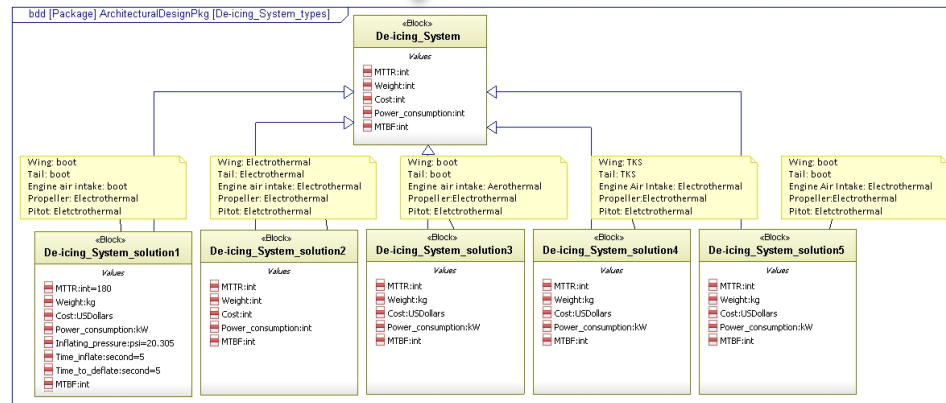 bdd [Package] ArchitecturalDesignPkg [De-icing_System_types]
«Block»
De-icing_System
Values
MTTR:int
Weight:int
Cost:int
Power_consumption:int
MTBF:int
Wing: boot
Tail: boot
Engine air intake: boot
Propeller: Electrothermal
Pitot: Eletctrothermal
Wing: Electrothermal
Tail: Electrothermal
Engine air intake: Electrothermal
Propeller: Electrothermal
Pitot: Eletctrothermal
Wing: boot
Tail: boot
Engine air intake: Aerothermal
Propeller:Electrothermal
Pitot: Eletctrothermal
Wing: TKS
Tail: TKS
Engine Air Intake: Electrothermal
Propeller:Electrothermal
Pitot: Eletctrothermal
Wing: boot
Tail: boot
Engine Air Intake: Electrothermal
Propeller: Electrothermal
Pitot: Eletctrothermal
«Block»
De-icing_System_solution1
Values
MTTR:int=180
Weight:kg
Cost:USDollars
Power_consumption:kW
Inflating_pressure:psi=20.305
Time_inflate:second=5
Time_to_deflate:second=5
MTBF:int
«Block»
De-icing_System_solution2
Values
MTTR:int
Weight:int
Cost:int
Power_consumption:int
MTBF:int
«Block»
De-icing_System_solution3
Values
MTTR:int
Weight:kg
Cost:USDollars
Power_consumption:kW
MTBF:int
«Block»
De-icing_System_solution4
Values
MTTR:int
Weight:kg
Cost:USDollars
Power_consumption:kW
MTBF:int
«Block»
De-icing_System_solution5
Values
MTTR:int
Weight:kg
Cost:USDollars
Power_consumption:kW
MTBF:int